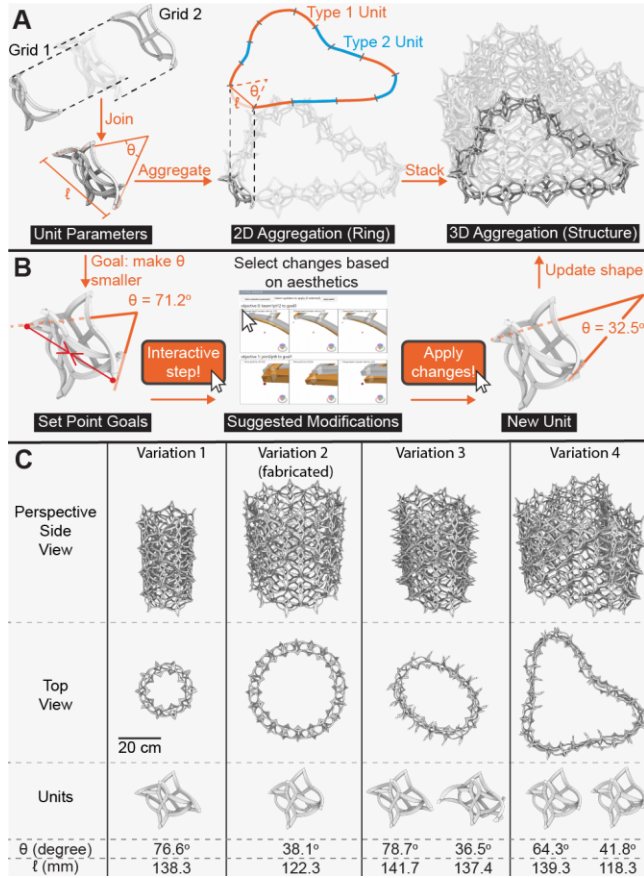 A
Grid 2
Grid 1
Type 1 Unit
Type 2 Unit
θ'
ℓ
Join
θ
ℓ
Aggregate
Stack
Unit Parameters
2D Aggregation (Ring)
3D Aggregation (Structure)
B
Goal: make θ
smaller
θ = 71.2°
Select changes based
on aesthetics
Update shape
θ = 32.5°
Interactive
step!
Apply
changes!
Set Point Goals
Suggested Modifications
New Unit
C
Variation 1
Variation 2
(fabricated)
Variation 3
Variation 4
Perspective
Side
View
Top
View
20 cm
Units
θ (degree) 76.6° 38.1° 78.7° 36.5° 64.3° 41.8°
ℓ (mm) 138.3 122.3 141.7 137.4 139.3 118.3